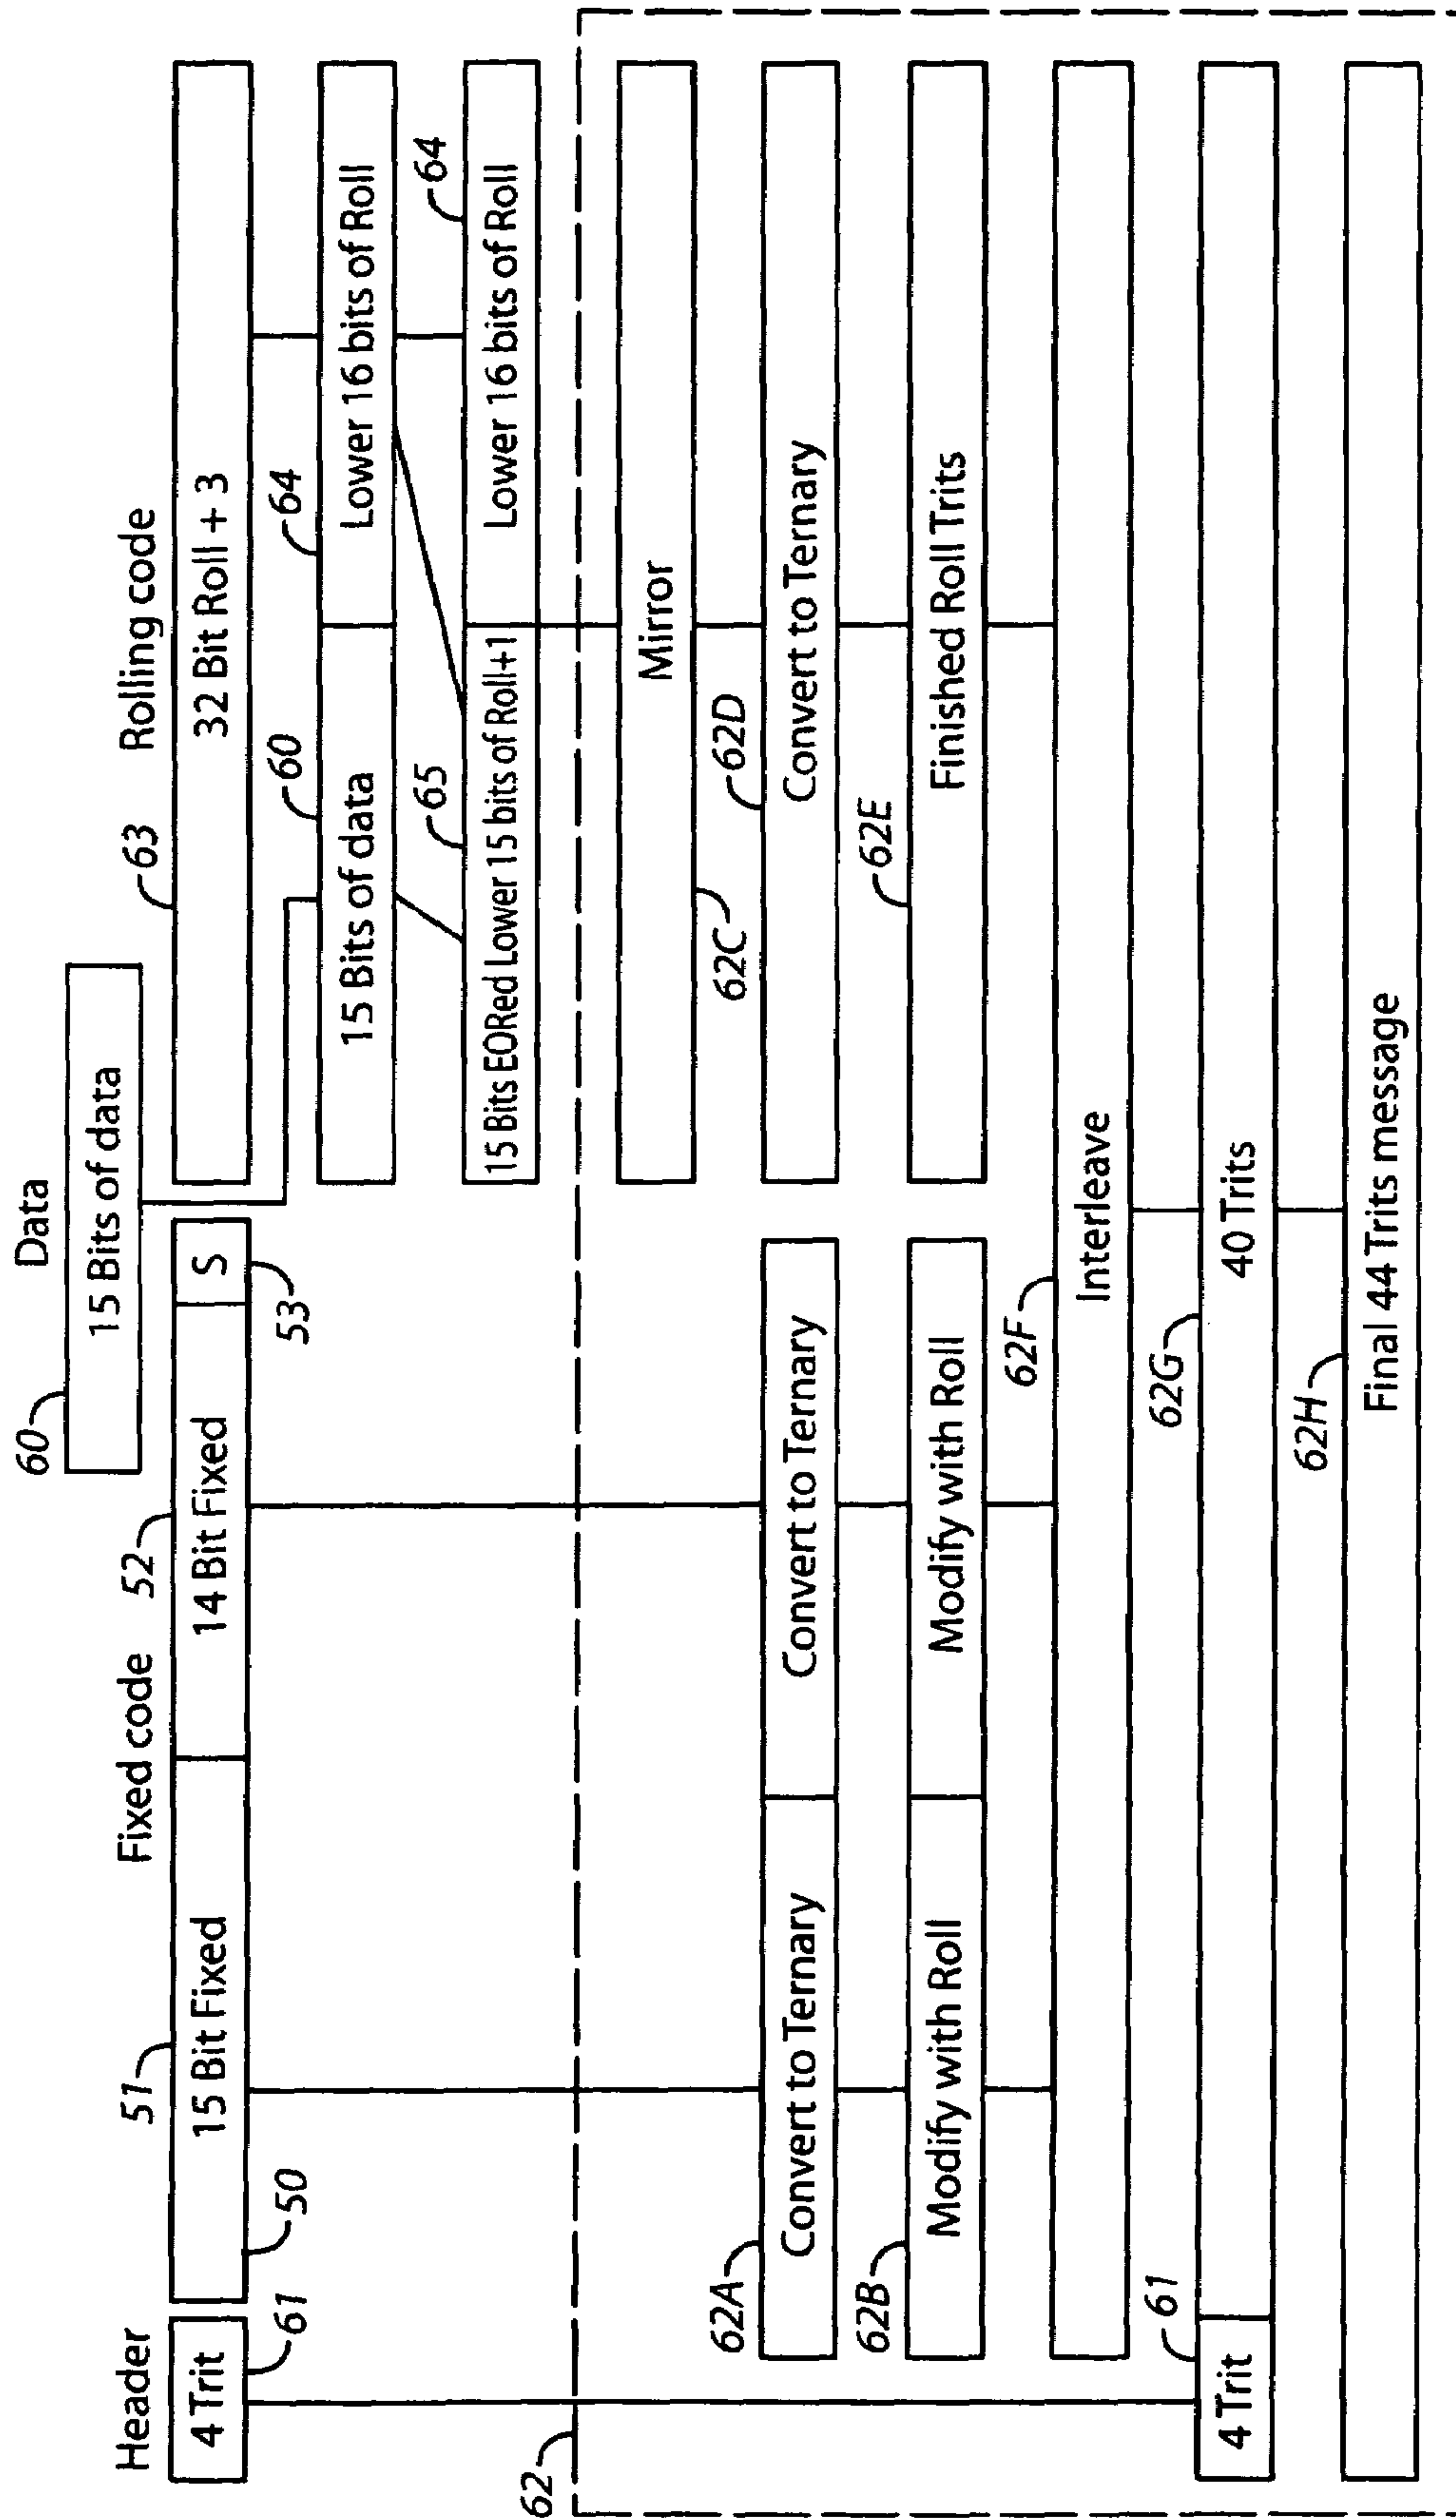 Header
Fixed code
Data
Rolling code
60
15 Bits of data
51
52
63
4 Trit
15 Bit Fixed
14 Bit Fixed
S
32 Bit Roll + 3
61
50
53
60
64
15 Bits of data
Lower 16 bits of Roll
65
64
15 Bits EORed Lower 15 bits of Roll+1
Lower 16 bits of Roll
62
Mirror
62C
62D
62A
Convert to Ternary
Convert to Ternary
Convert to Ternary
62E
62B
Modify with Roll
Modify with Roll
Finished Roll Trits
62F
Interleave
61
62G
4 Trit
40 Trits
62H
Final 44 Trits message